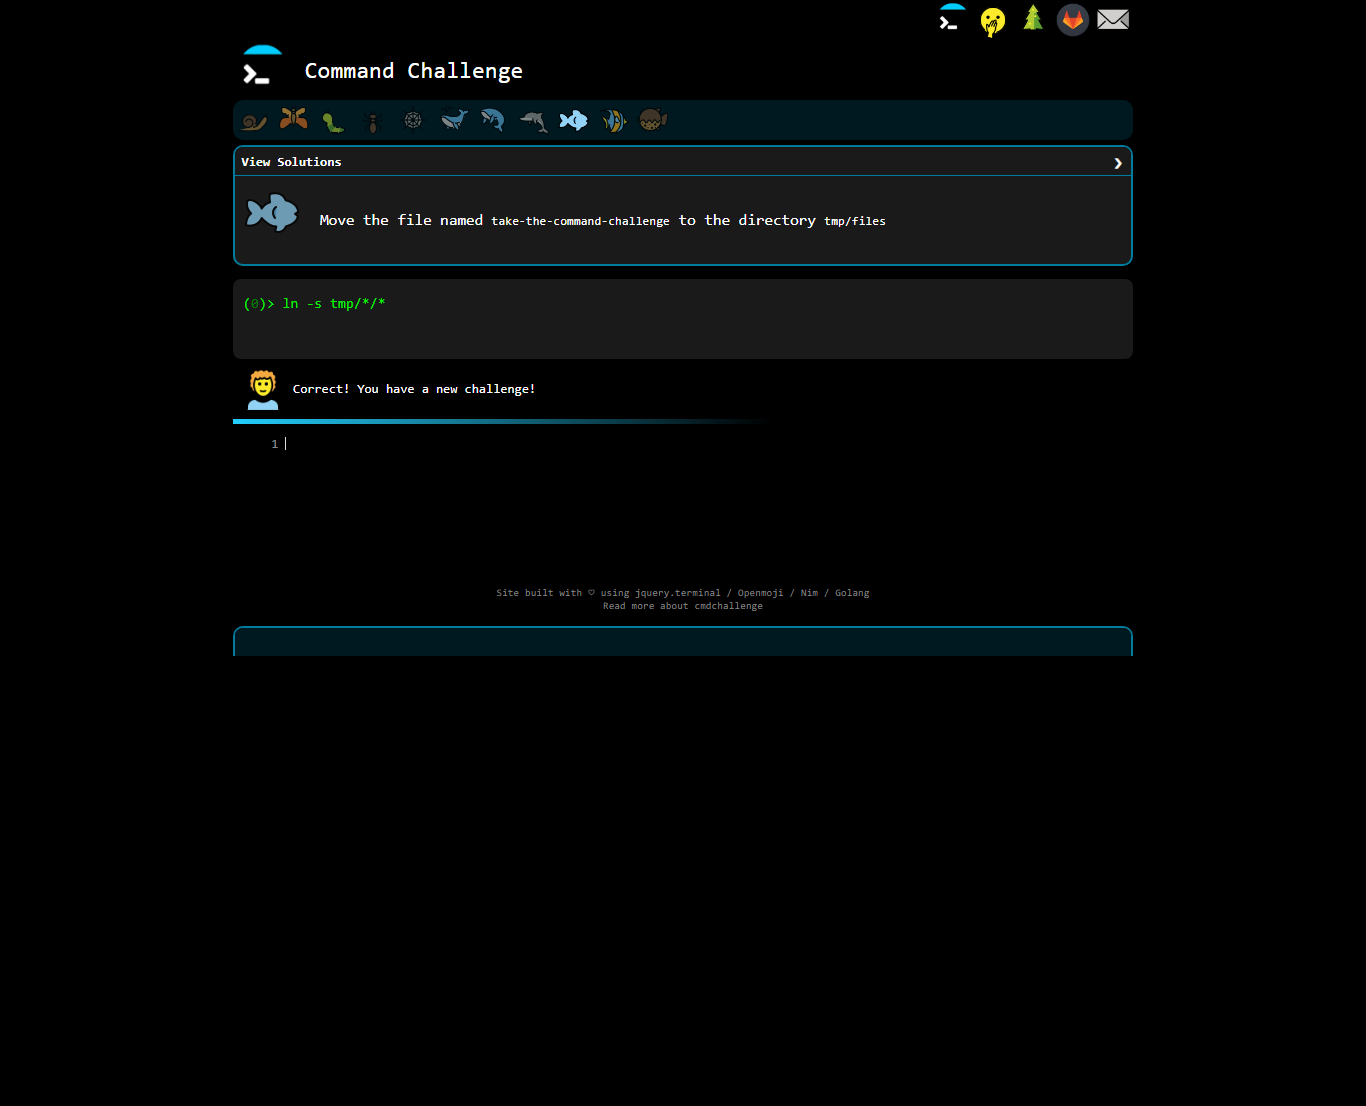 Command Challenge
View Solutions
Move the file named take-the-command-challenge to the directory tmp/files
(0)> ln -s tmp/*/*
Correct! You have a new challenge!
1
Site built with ♡ using jquery.terminal / Openmoji / Nim / Golang
Read more about cmdchallenge